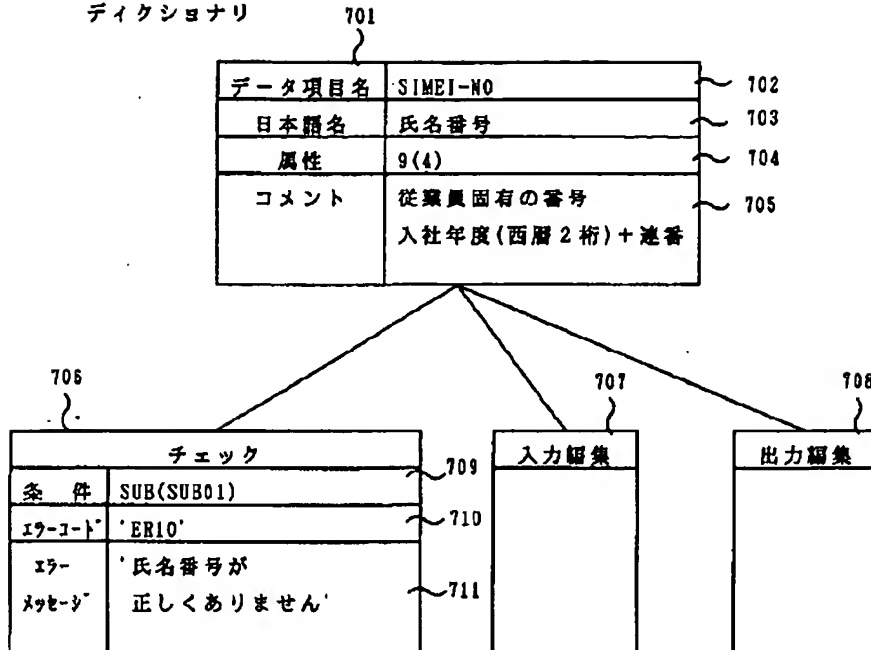 ディクショナリ
701
データ項目名 SIMEI-NO 702
日本語名 氏名番号 703
属性 9(4) 704
コメント 従業員固有の番号 705
入社年度(西暦2桁)+連番
706 707 708
チェック 入力編集 出力編集
709
条 件 SUB(SUB01)
ｴﾗｰｺｰﾄﾞ 'ER10' 710
ｴﾗｰ '氏名番号が
ﾒｯｾｰｼﾞ 正しくありません' 711